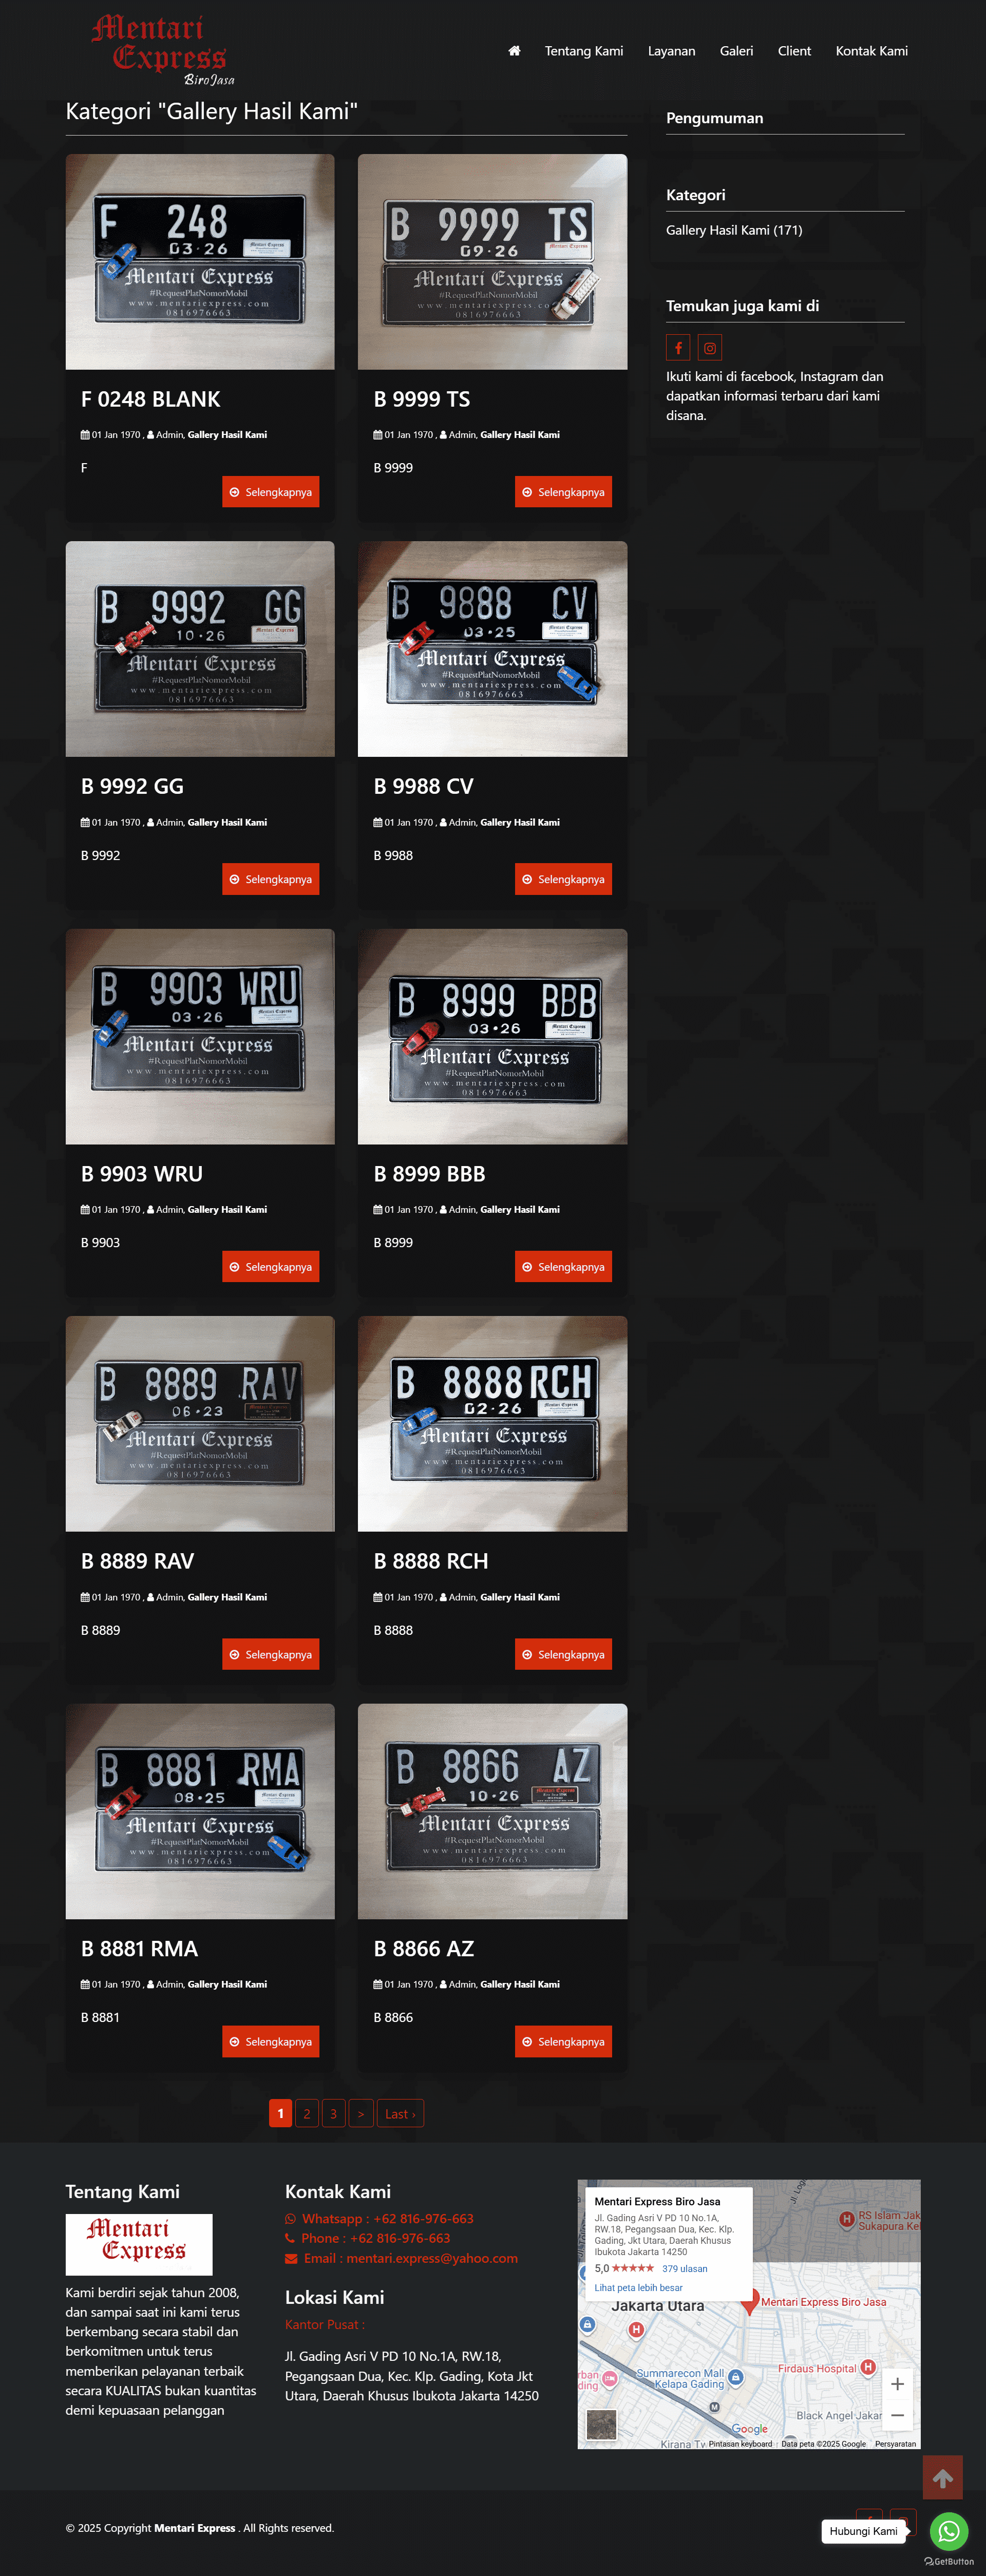 Mentari
Express
BiroJasa
Tentang Kami
Layanan
Galeri
Client
Kontak Kami
Kategori "Gallery Hasil Kami"
F 248
03·26
Mentari Express
#RequestPlatNomorMobil
www.mentariexpress.com
0816976663
F 0248 BLANK
01 Jan 1970 , Admin, Gallery Hasil Kami
F
Selengkapnya
B 9999 TS
09·26
Mentari Express
#RequestPlatNomorMobil
www.mentariexpress.com
0816976663
B 9999 TS
01 Jan 1970 , Admin, Gallery Hasil Kami
B 9999
Selengkapnya
B 9992 GG
10·26
Mentari Express
#RequestPlatNomorMobil
www.mentariexpress.com
0816976663
B 9992 GG
01 Jan 1970 , Admin, Gallery Hasil Kami
B 9992
Selengkapnya
B 9888 CV
03·25
Mentari Express
#RequestPlatNomorMobil
www.mentariexpress.com
0816976663
B 9988 CV
01 Jan 1970 , Admin, Gallery Hasil Kami
B 9988
Selengkapnya
B 9903 WRU
03·26
Mentari Express
#RequestPlatNomorMobil
www.mentariexpress.com
0816976663
B 9903 WRU
01 Jan 1970 , Admin, Gallery Hasil Kami
B 9903
Selengkapnya
B 8999 BBB
03·26
Mentari Express
#RequestPlatNomorMobil
www.mentariexpress.com
0816976663
B 8999 BBB
01 Jan 1970 , Admin, Gallery Hasil Kami
B 8999
Selengkapnya
B 8889 RAV
06·23
Mentari Express
#RequestPlatNomorMobil
www.mentariexpress.com
0816976663
B 8889 RAV
01 Jan 1970 , Admin, Gallery Hasil Kami
B 8889
Selengkapnya
B 8888 RCH
02·26
Mentari Express
#RequestPlatNomorMobil
www.mentariexpress.com
0816976663
B 8888 RCH
01 Jan 1970 , Admin, Gallery Hasil Kami
B 8888
Selengkapnya
B 8881 RMA
08·25
Mentari Express
#RequestPlatNomorMobil
www.mentariexpress.com
0816976663
B 8881 RMA
01 Jan 1970 , Admin, Gallery Hasil Kami
B 8881
Selengkapnya
B 8866 AZ
10·26
Mentari Express
#RequestPlatNomorMobil
www.mentariexpress.com
0816976663
B 8866 AZ
01 Jan 1970 , Admin, Gallery Hasil Kami
B 8866
Selengkapnya
1 2 3 > Last ›
Pengumuman
Kategori
Gallery Hasil Kami (171)
Temukan juga kami di
Ikuti kami di facebook, Instagram dan
dapatkan informasi terbaru dari kami
disana.
Tentang Kami
Mentari
Express
Kami berdiri sejak tahun 2008,
dan sampai saat ini kami terus
berkembang secara stabil dan
berkomitmen untuk terus
memberikan pelayanan terbaik
secara KUALITAS bukan kuantitas
demi kepuasaan pelanggan
Kontak Kami
Whatsapp : +62 816-976-663
Phone : +62 816-976-663
Email : mentari.express@yahoo.com
Lokasi Kami
Kantor Pusat :
Jl. Gading Asri V PD 10 No.1A, RW.18,
Pegangsaan Dua, Kec. Klp. Gading, Kota Jkt
Utara, Daerah Khusus Ibukota Jakarta 14250
Mentari Express Biro Jasa
Jl. Gading Asri V PD 10 No.1A,
RW.18, Pegangsaan Dua, Kec. Klp.
Gading, Jkt Utara, Daerah Khusus
Ibukota Jakarta 14250
5,0 ★★★★★ 379 ulasan
Lihat peta lebih besar
RS Islam Jak
Sukapura Kel
Jakarta Utara
Mentari Express Biro Jasa
Firdaus Hospital
Summarecon Mall
Kelapa Gading
Black Angel Jakar
Google
Kirana Tw
Pintasan keyboard
Data peta ©2025 Google
Persyaratan
© 2025 Copyright Mentari Express . All Rights reserved.
Hubungi Kami
GetButton